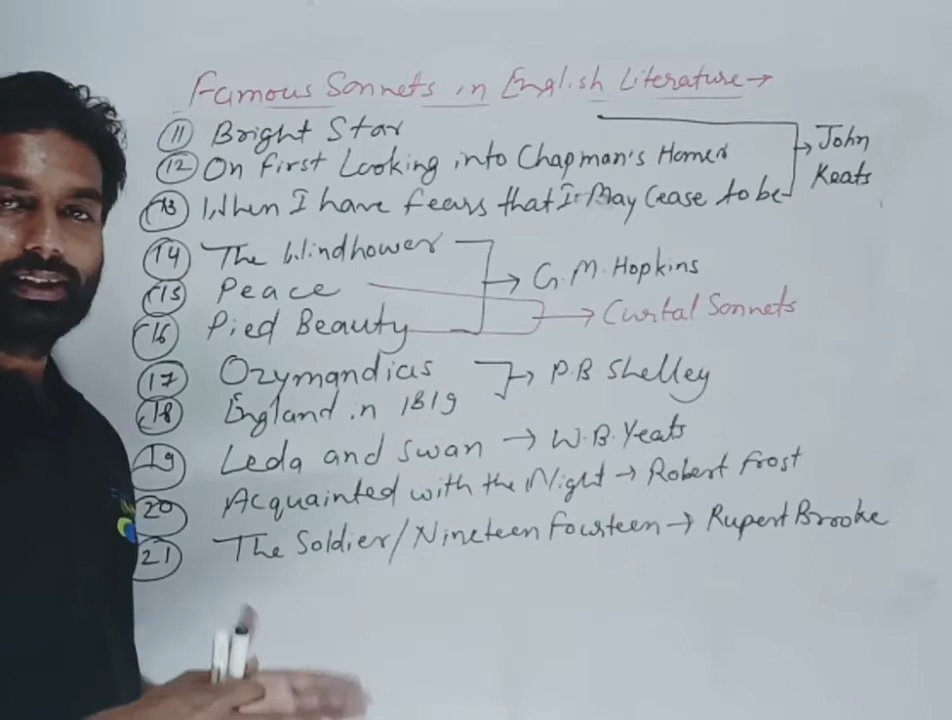 Famous Sonnets in English Literature →
11 Bright Star
12 On first Looking into Chapman's Homer
13 When I have fears that I May Cease to be
→ John Keats
14 The Windhower
15 Peace
16 Pied Beauty
→ G.M. Hopkins
→ Curtal Sonnets
17 Ozymandias
18 England in 1819
→ P.B Shelley
19 Leda and Swan → W.B. Yeats
20 Acquainted with the Night → Robert Frost
21 The Soldier/Nineteen Fourteen → Rupert Brooke